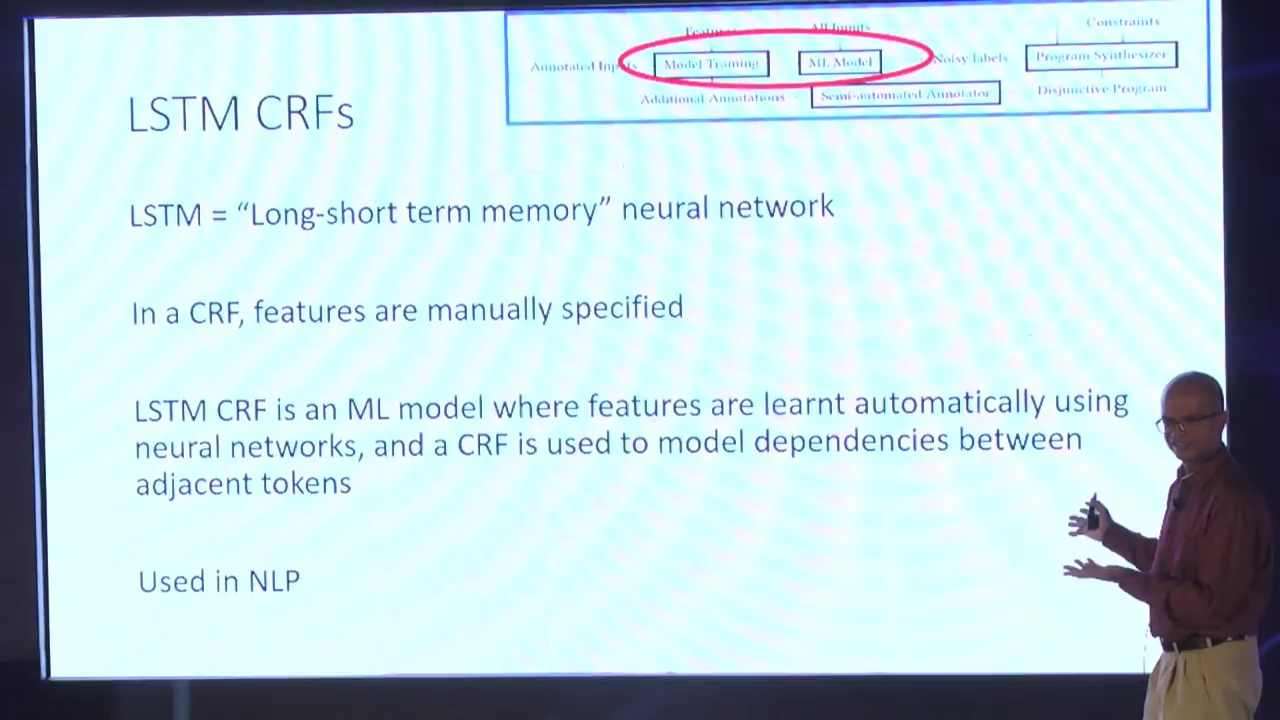 Features
All Inputs
Constraints
Annotated Inputs
Model Training
ML Model
Noisy labels
Program Synthesizer
Additional Annotations
Semi-automated Annotator
Disjunctive Program
LSTM CRFs
LSTM = “Long-short term memory” neural network
In a CRF, features are manually specified
LSTM CRF is an ML model where features are learnt automatically using
neural networks, and a CRF is used to model dependencies between
adjacent tokens
Used in NLP